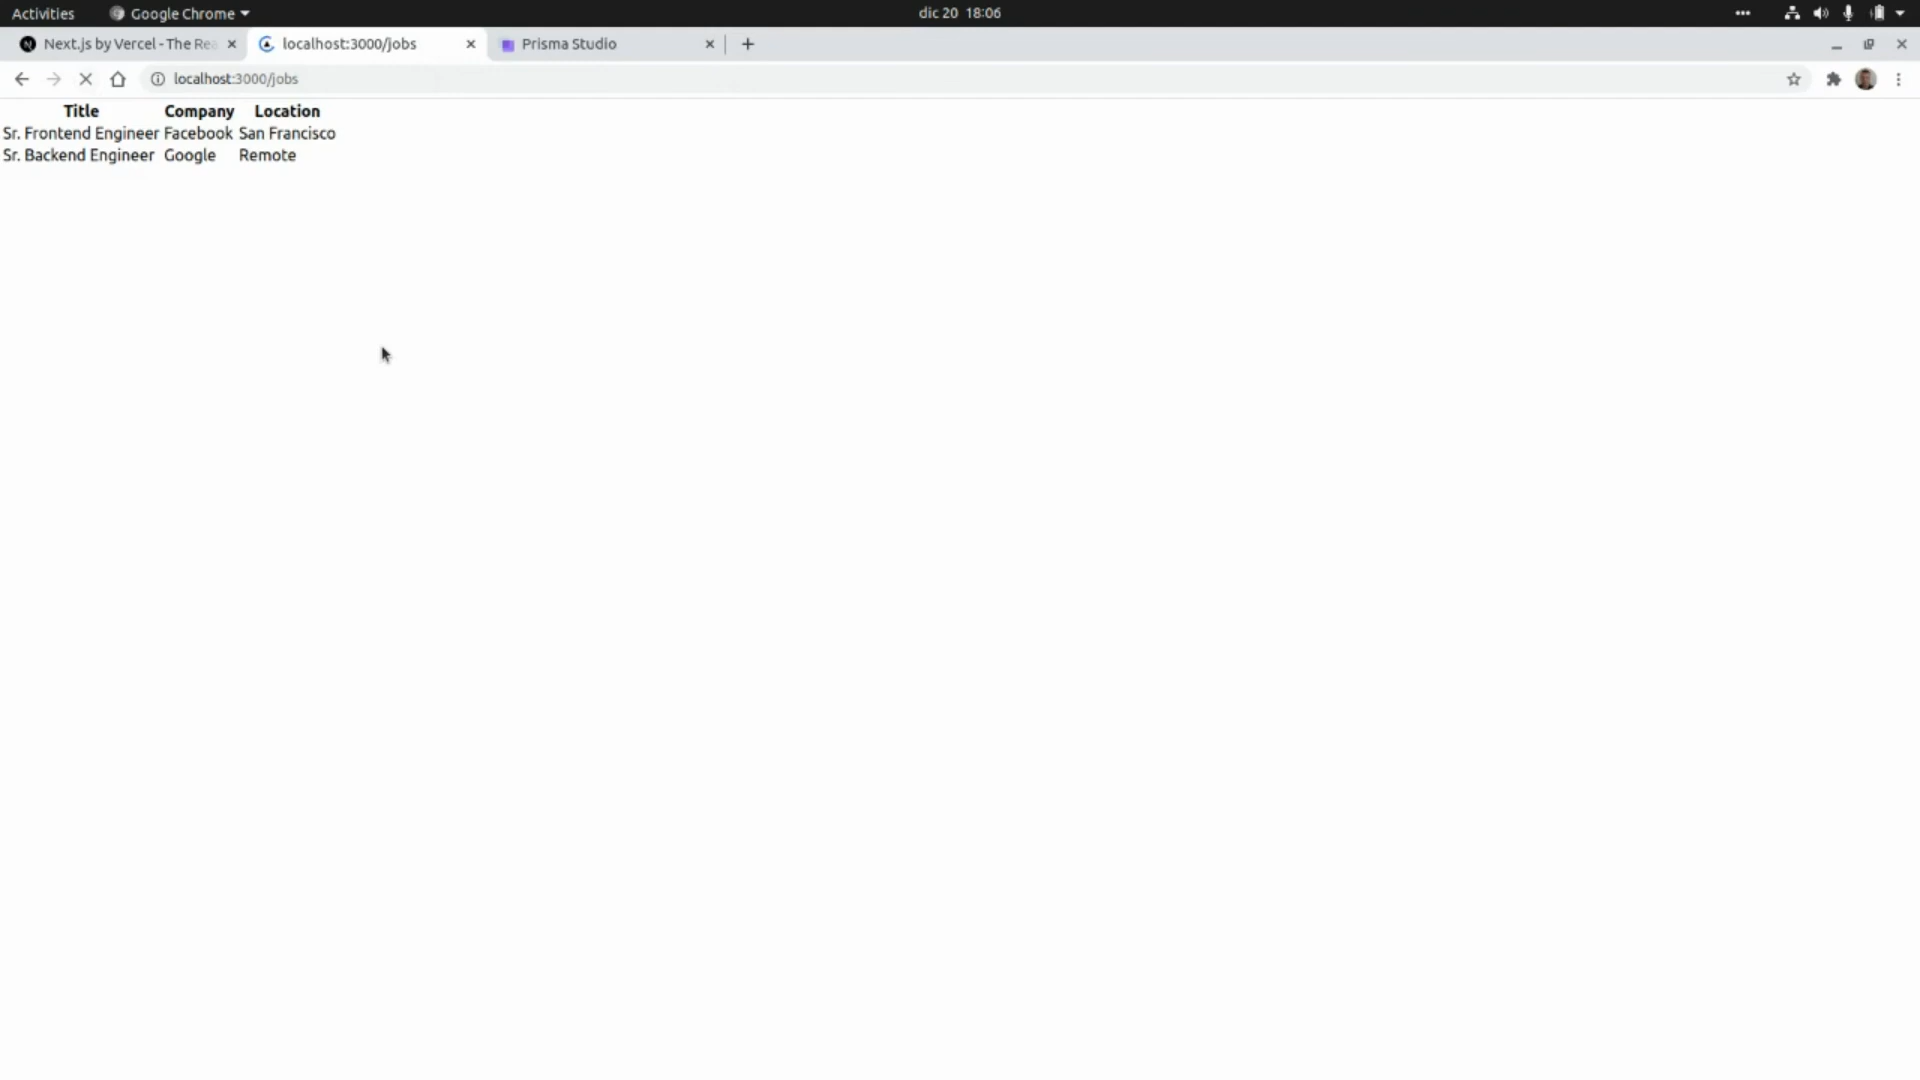 Activities Google Chrome dic 20 18:06
Next.js by Vercel - The Rea localhost:3000/jobs Prisma Studio
localhost:3000/jobs
Title Company Location
Sr. Frontend Engineer Facebook San Francisco
Sr. Backend Engineer Google Remote